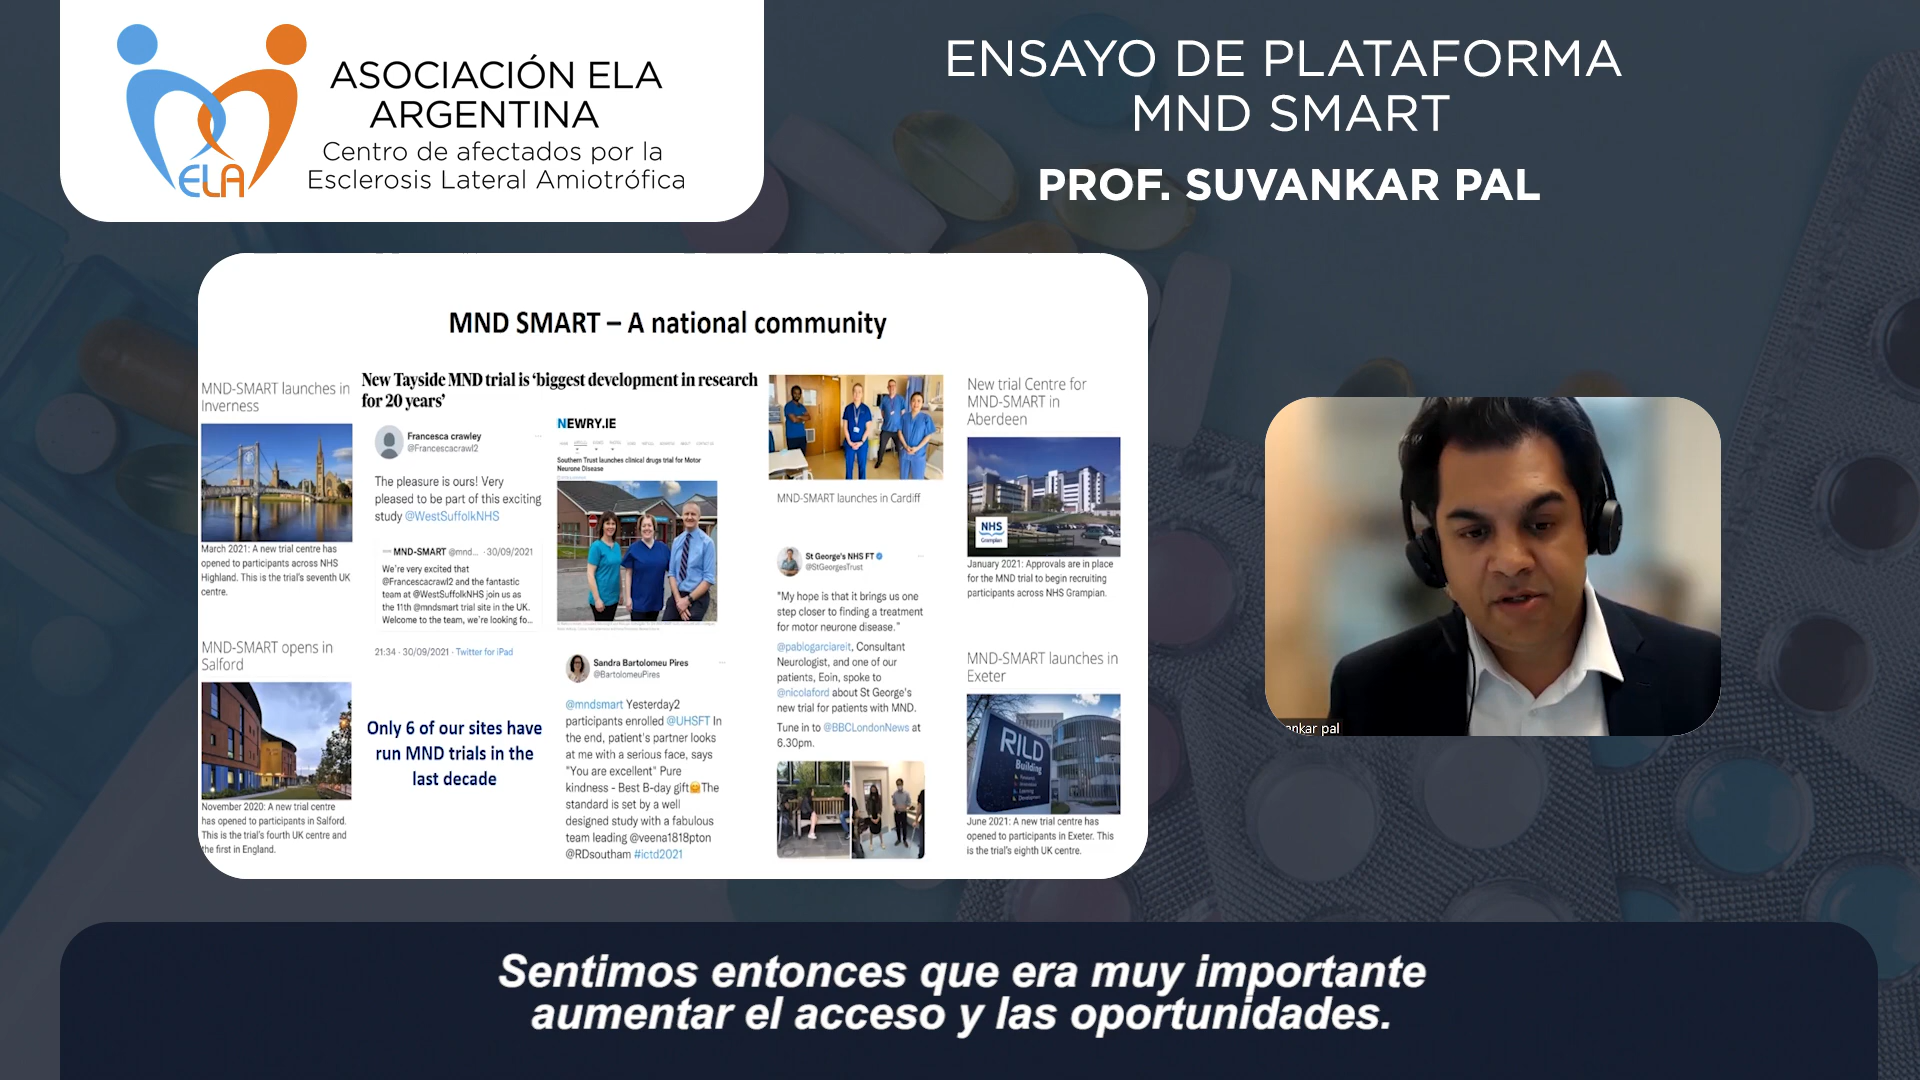 ELA
ASOCIACIÓN ELA
ARGENTINA
Centro de afectados por la
Esclerosis Lateral Amiotrófica
ENSAYO DE PLATAFORMA
MND SMART
PROF. SUVANKAR PAL
MND SMART – A national community
MND-SMART launches in
Inverness
March 2021: A new trial centre has
opened to participants across NHS
Highland. This is the trial's seventh UK
centre.
MND-SMART opens in
Salford
November 2020: A new trial centre
has opened to participants in Salford.
This is the trial's fourth UK centre and
the first in England.
New Tayside MND trial is ‘biggest development in research
for 20 years’
Francesca crawley
@Francescacrawl2
The pleasure is ours! Very
pleased to be part of this exciting
study @WestSuffolkNHS
MND-SMART @mnd... · 30/09/2021
We're very excited that
@Francescacrawl2 and the fantastic
team at @WestSuffolkNHS join us as
the 11th @mndsmart trial site in the UK.
Welcome to the team, we're looking fo...
21:34 · 30/09/2021 · Twitter for iPad
Only 6 of our sites have
run MND trials in the
last decade
NEWRY.IE
Southern Trust launches clinical drugs trial for Motor
Neurone Disease
Sandra Bartolomeu Pires
@BartolomeuPires
@mndsmart Yesterday2
participants enrolled @UHSFT In
the end, patient's partner looks
at me with a serious face, says
"You are excellent" Pure
kindness - Best B-day gift🤗The
standard is set by a well
designed study with a fabulous
team leading @veena1818pton
@RDsoutham #ictd2021
MND-SMART launches in Cardiff
St George's NHS FT
@StGeorgesTrust
"My hope is that it brings us one
step closer to finding a treatment
for motor neurone disease."
@pablogarciareit, Consultant
Neurologist, and one of our
patients, Eoin, spoke to
@nicolaford about St George's
new trial for patients with MND.
Tune in to @BBCLondonNews at
6.30pm.
New trial Centre for
MND-SMART in
Aberdeen
NHS
Grampian
January 2021: Approvals are in place
for the MND trial to begin recruiting
participants across NHS Grampian.
MND-SMART launches in
Exeter
RILD
Building
June 2021: A new trial centre has
opened to participants in Exeter. This
is the trial's eighth UK centre.
ankar pal
Sentimos entonces que era muy importante
aumentar el acceso y las oportunidades.